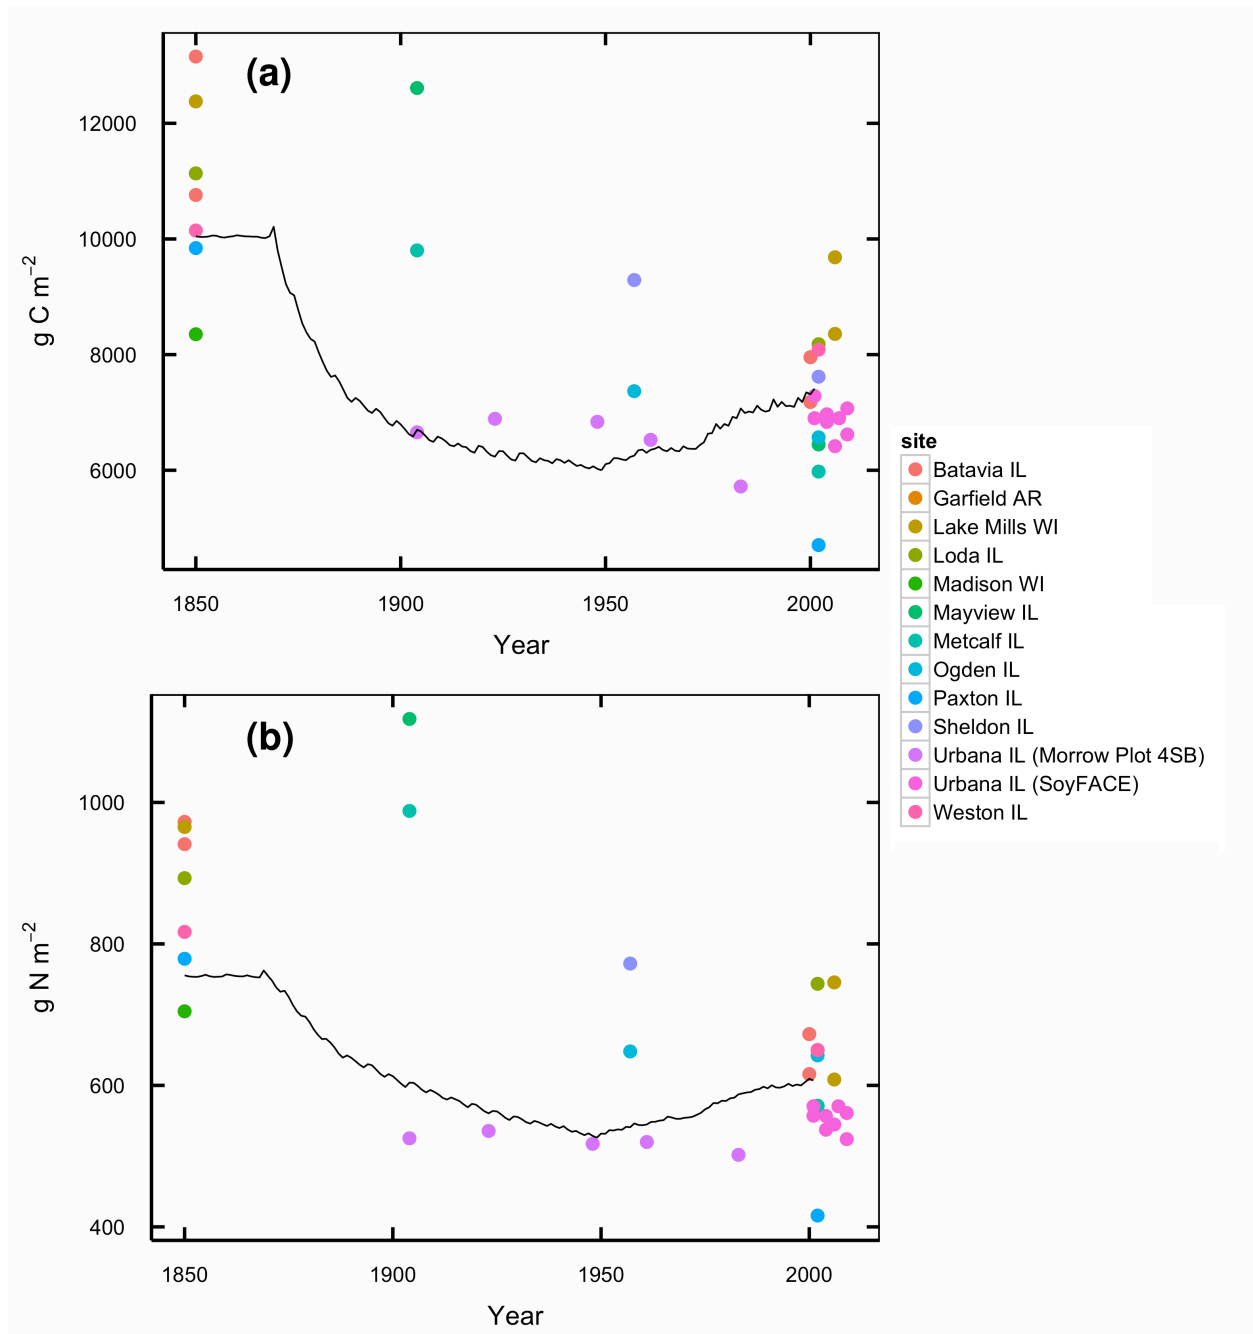 (a)
12000
10000
8000
6000
g C m⁻²
1850 1900 1950 2000
Year
site
Batavia IL
Garfield AR
Lake Mills WI
Loda IL
Madison WI
Mayview IL
Metcalf IL
Ogden IL
Paxton IL
Sheldon IL
Urbana IL (Morrow Plot 4SB)
Urbana IL (SoyFACE)
Weston IL
(b)
1000
800
600
400
g N m⁻²
1850 1900 1950 2000
Year